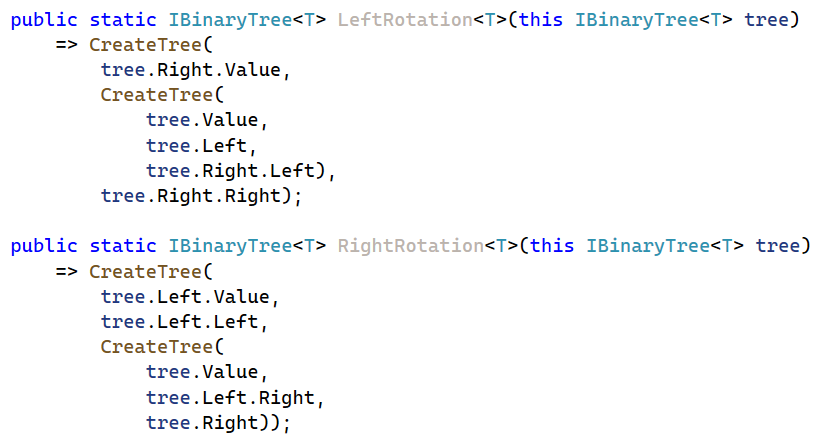 public static IBinaryTree<T> LeftRotation<T>(this IBinaryTree<T> tree)
    => CreateTree(
        tree.Right.Value,
        CreateTree(
            tree.Value,
            tree.Left,
            tree.Right.Left),
        tree.Right.Right);

public static IBinaryTree<T> RightRotation<T>(this IBinaryTree<T> tree)
    => CreateTree(
        tree.Left.Value,
        tree.Left.Left,
        CreateTree(
            tree.Value,
            tree.Left.Right,
            tree.Right));